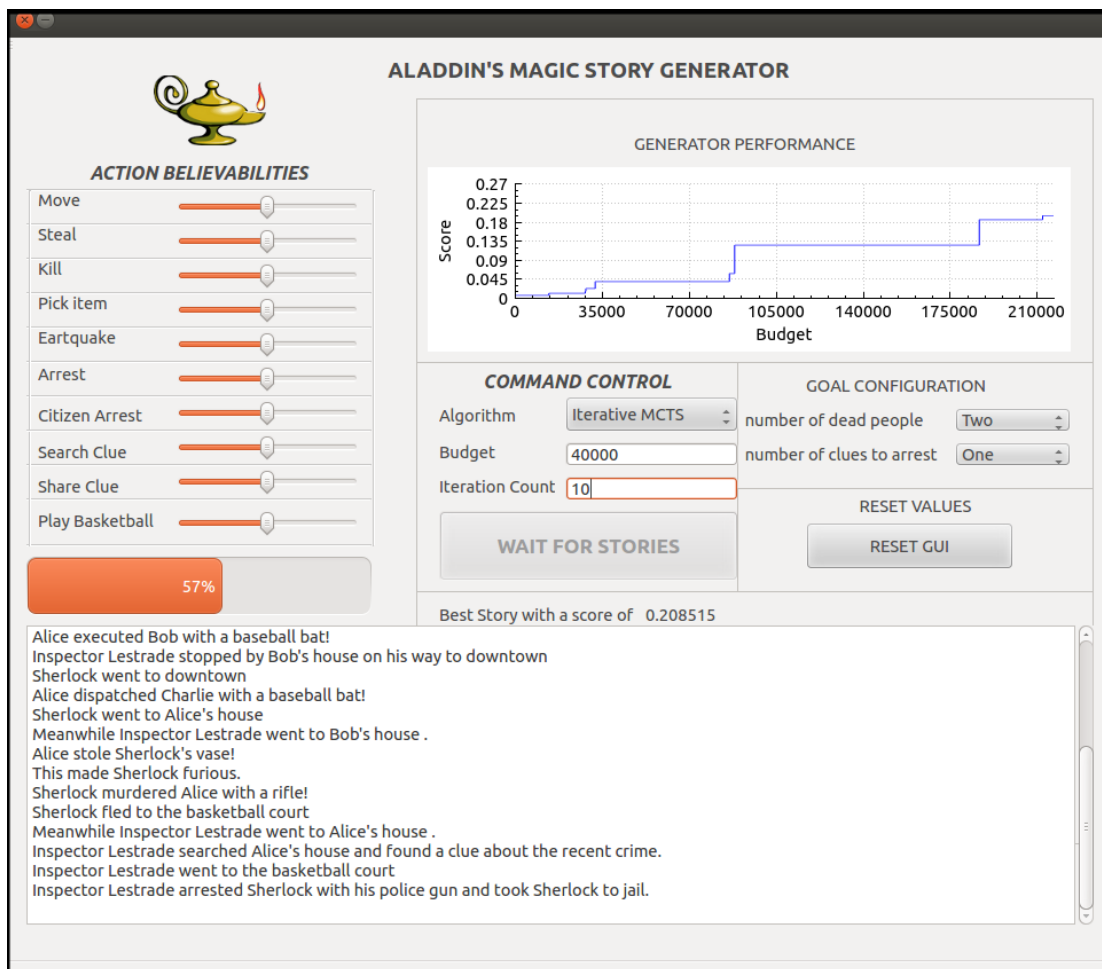 ALADDIN'S MAGIC STORY GENERATOR
ACTION BELIEVABILITIES
Move
Steal
Kill
Pick item
Eartquake
Arrest
Citizen Arrest
Search Clue
Share Clue
Play Basketball
57%
GENERATOR PERFORMANCE
Score
0.27
0.225
0.18
0.135
0.09
0.045
0
0 35000 70000 105000 140000 175000 210000
Budget
COMMAND CONTROL
Algorithm Iterative MCTS
Budget 40000
Iteration Count 10
WAIT FOR STORIES
GOAL CONFIGURATION
number of dead people Two
number of clues to arrest One
RESET VALUES
RESET GUI
Best Story with a score of 0.208515
Alice executed Bob with a baseball bat!
Inspector Lestrade stopped by Bob's house on his way to downtown
Sherlock went to downtown
Alice dispatched Charlie with a baseball bat!
Sherlock went to Alice's house
Meanwhile Inspector Lestrade went to Bob's house .
Alice stole Sherlock's vase!
This made Sherlock furious.
Sherlock murdered Alice with a rifle!
Sherlock fled to the basketball court
Meanwhile Inspector Lestrade went to Alice's house .
Inspector Lestrade searched Alice's house and found a clue about the recent crime.
Inspector Lestrade went to the basketball court
Inspector Lestrade arrested Sherlock with his police gun and took Sherlock to jail.